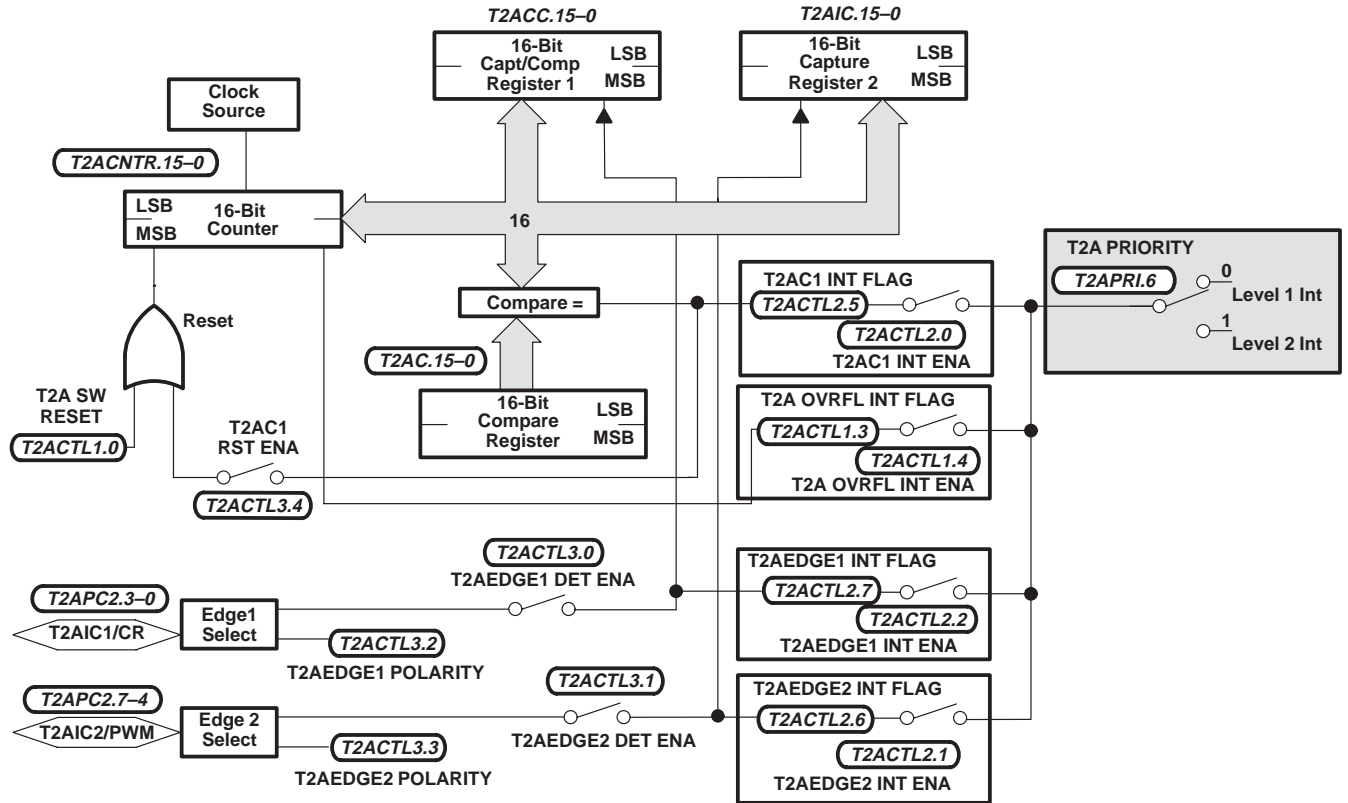 T2ACC.15–0
T2AIC.15–0
16-Bit
Capt/Comp
Register 1
LSB
MSB
16-Bit
Capture
Register 2
LSB
MSB
Clock
Source
T2ACNTR.15–0
LSB
MSB
16-Bit
Counter
16
Compare =
T2AC.15–0
16-Bit
Compare
Register
LSB
MSB
Reset
T2A SW
RESET
T2ACTL1.0
T2AC1
RST ENA
T2ACTL3.4
T2AC1 INT FLAG
T2ACTL2.5
T2ACTL2.0
T2AC1 INT ENA
T2A PRIORITY
T2APRI.6
0
Level 1 Int
1
Level 2 Int
T2A OVRFL INT FLAG
T2ACTL1.3
T2ACTL1.4
T2A OVRFL INT ENA
T2ACTL3.0
T2AEDGE1 DET ENA
T2APC2.3–0
T2AIC1/CR
Edge1
Select
T2ACTL3.2
T2AEDGE1 POLARITY
T2AEDGE1 INT FLAG
T2ACTL2.7
T2ACTL2.2
T2AEDGE1 INT ENA
T2APC2.7–4
T2AIC2/PWM
Edge 2
Select
T2ACTL3.3
T2AEDGE2 POLARITY
T2ACTL3.1
T2AEDGE2 DET ENA
T2AEDGE2 INT FLAG
T2ACTL2.6
T2ACTL2.1
T2AEDGE2 INT ENA